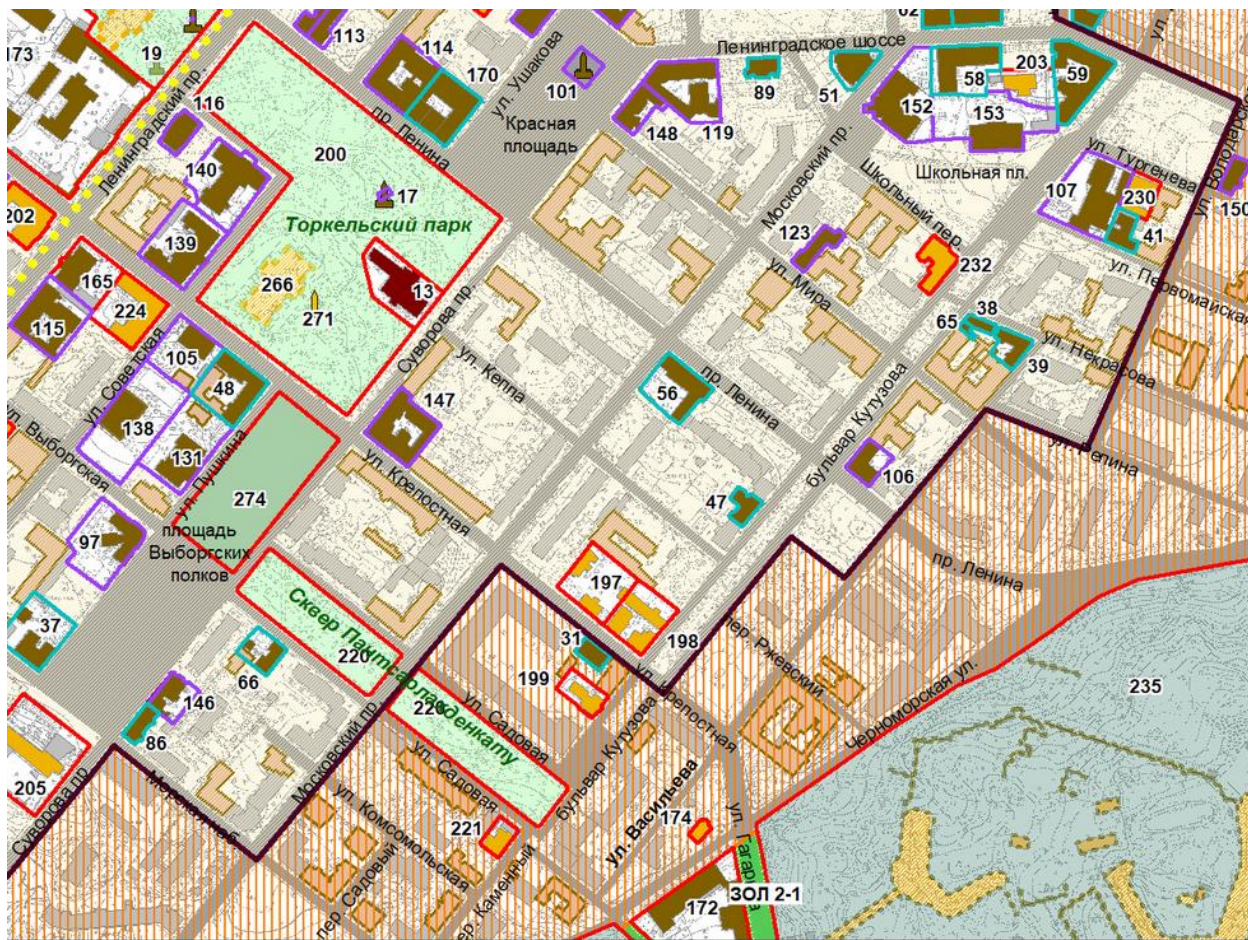 62
19
173
113
114
170
101
Ленинградское шоссе
89
51
58
203
59
152
153
148
119
116
Ленинградский пр.
пр. Ленина
ул. Ушакова
Красная
площадь
200
140
17
Торкельский парк
139
202
Московский пр.
Школьный пер.
Школьная пл.
ул. Тургенева
107
230
41
150
123
232
ул. Мира
ул. Первомайская
165
224
115
266
271
13
Суворова пр.
38
65
39
ул. Некрасова
105
48
ул. Советская
ул. Кеппа
56
пр. Ленина
138
131
147
ул. Выборгская
ул. Пушкина
274
ул. Крепостная
бульвар Кутузова
106
ул. Репина
47
97
площадь
Выборгских
полков
пр. Ленина
37
Сквер Пантсарлахденкату
220
66
197
198
31
199
пер. Ржевский
ул. Крепостная
Черноморская ул.
235
146
86
205
Суворова пр.
Московский пр.
220
ул. Садовая
ул. Садовая
бульвар Кутузова
ул. Васильева
174
ул. Комсомольская
221
пер. Садовый
172
ЗОЛ 2-1